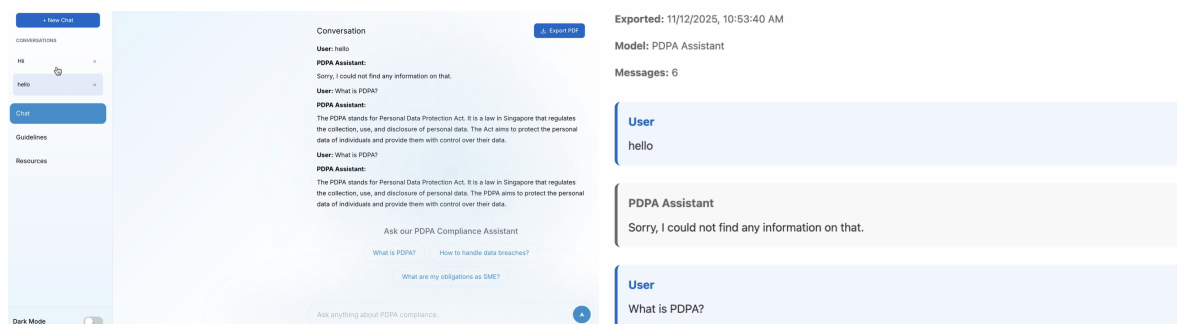 + New Chat
CONVERSATIONS
Hi
hello
Chat
Guidelines
Resources
Dark Mode
Conversation
Export PDF
User: hello
PDPA Assistant:
Sorry, I could not find any information on that.
User: What is PDPA?
PDPA Assistant:
The PDPA stands for Personal Data Protection Act. It is a law in Singapore that regulates
the collection, use, and disclosure of personal data. The Act aims to protect the personal
data of individuals and provide them with control over their data.
User: What is PDPA?
PDPA Assistant:
The PDPA stands for Personal Data Protection Act. It is a law in Singapore that regulates
the collection, use, and disclosure of personal data. The PDPA aims to protect the personal
data of individuals and provide them with control over their data.
Ask our PDPA Compliance Assistant
What is PDPA?
How to handle data breaches?
What are my obligations as SME?
Ask anything about PDPA compliance..
Exported: 11/12/2025, 10:53:40 AM
Model: PDPA Assistant
Messages: 6
User
hello
PDPA Assistant
Sorry, I could not find any information on that.
User
What is PDPA?